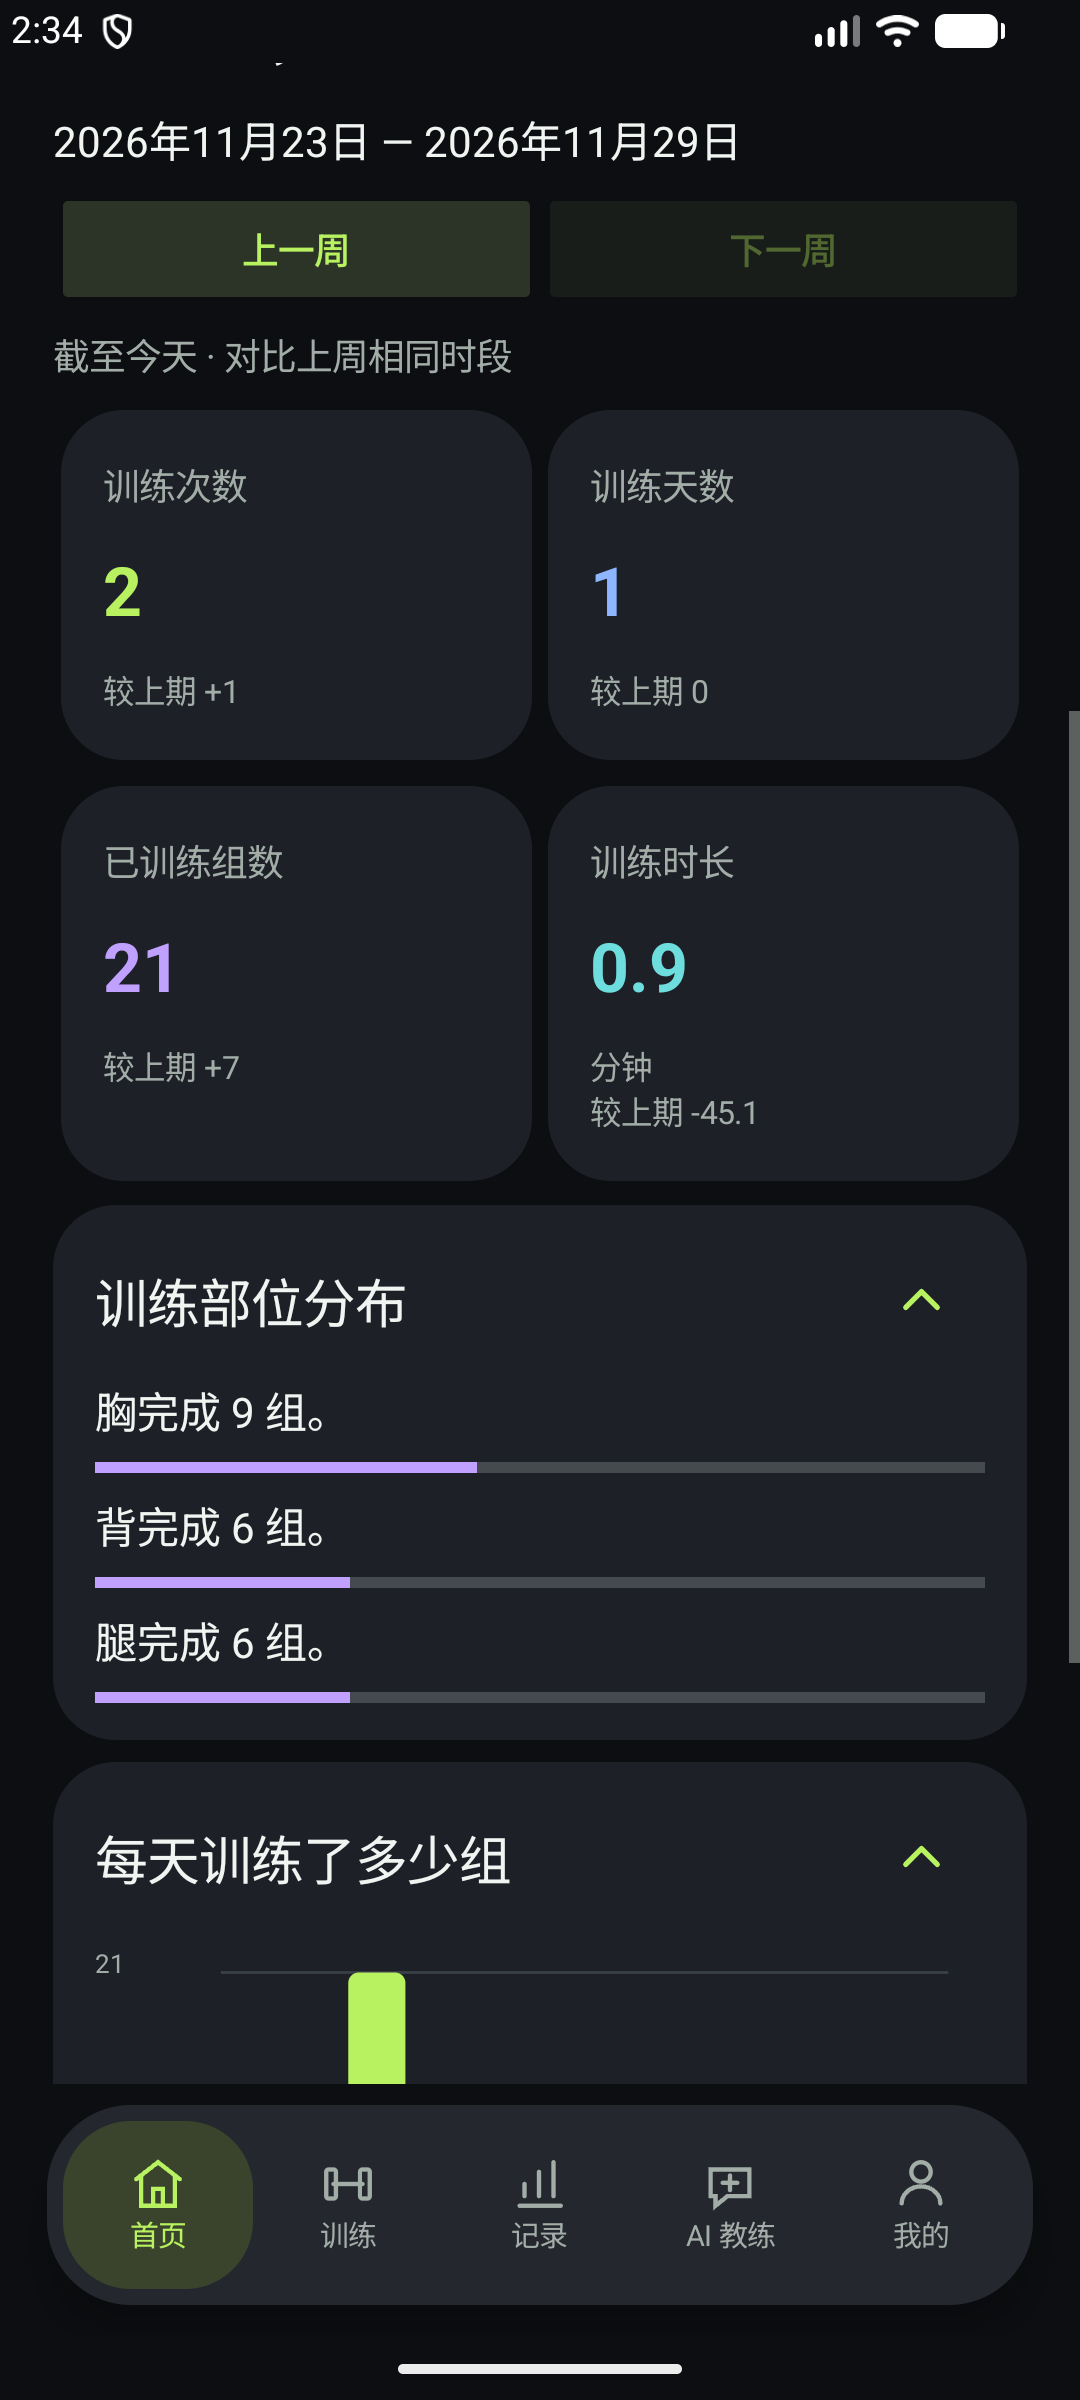 2:34
2026年11月23日 – 2026年11月29日
上一周
下一周
截至今天 · 对比上周相同时段
训练次数
2
较上期 +1
训练天数
1
较上期 0
已训练组数
21
较上期 +7
训练时长
0.9
分钟
较上期 -45.1
训练部位分布
胸完成 9 组。
背完成 6 组。
腿完成 6 组。
每天训练了多少组
21
首页
训练
记录
AI 教练
我的